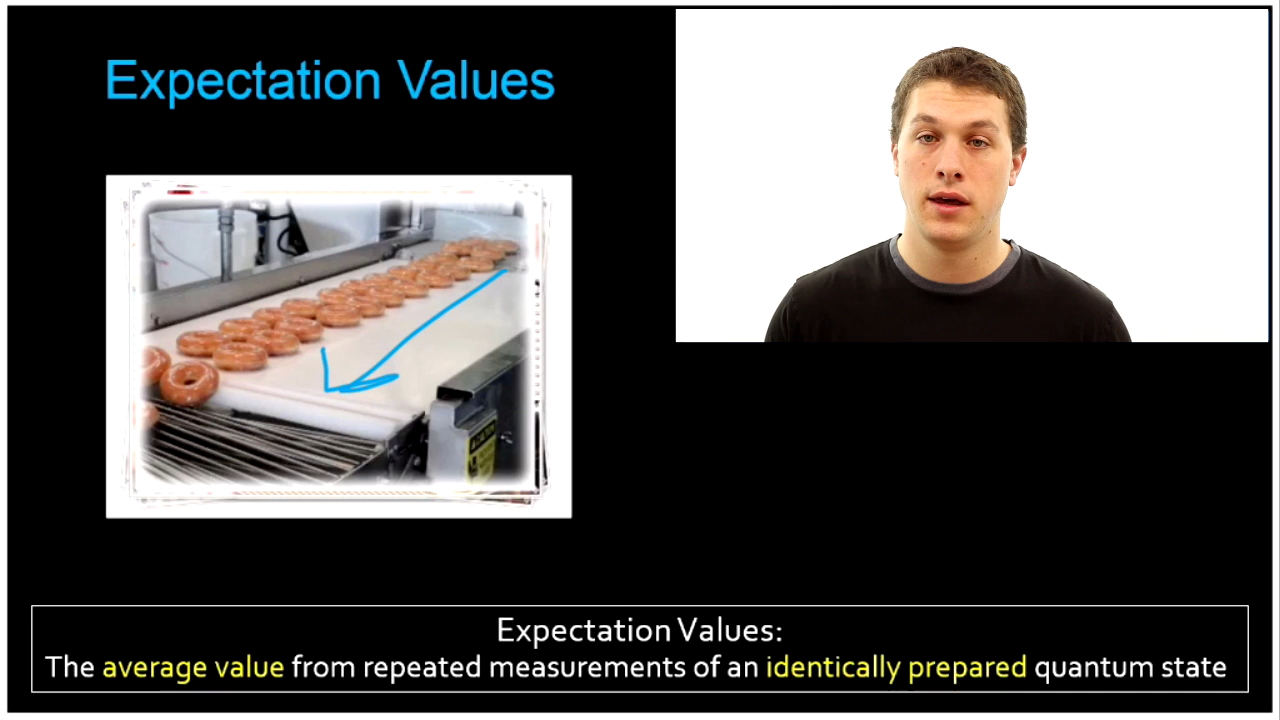 Expectation Values
Expectation Values:
The average value from repeated measurements of an identically prepared quantum state